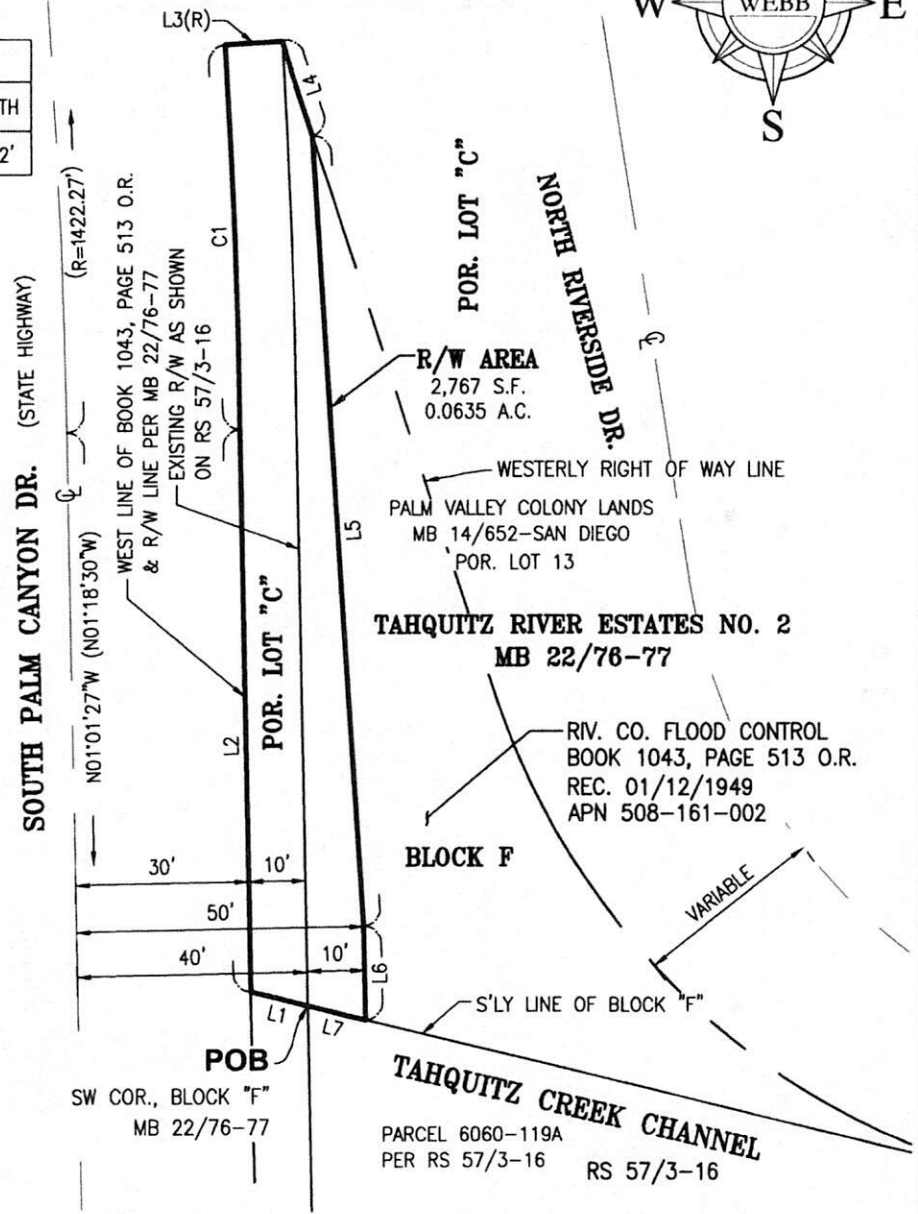 L3(R)
W
WEBB
E
S
TH
2'
(R=1422.27')
L4
C1
WEST LINE OF BOOK 1043, PAGE 513 O.R.
& R/W LINE PER MB 22/76-77
EXISTING R/W AS SHOWN
ON RS 57/3-16
POR. LOT "C"
NORTH RIVERSIDE DR.
SOUTH PALM CANYON DR. (STATE HIGHWAY)
℄
℄
N1°01'27"W (N01°18'30"W)
R/W AREA
2,767 S.F.
0.0635 A.C.
WESTERLY RIGHT OF WAY LINE
PALM VALLEY COLONY LANDS
MB 14/652-SAN DIEGO
POR. LOT 13
L5
POR. LOT "C"
TAHQUITZ RIVER ESTATES NO. 2
MB 22/76-77
L2
RIV. CO. FLOOD CONTROL
BOOK 1043, PAGE 513 O.R.
REC. 01/12/1949
APN 508-161-002
BLOCK F
30'
10'
50'
VARIABLE
40'
10'
L6
L1
L7
S'LY LINE OF BLOCK "F"
POB
SW COR., BLOCK "F"
MB 22/76-77
TAHQUITZ CREEK CHANNEL
PARCEL 6060-119A
PER RS 57/3-16
RS 57/3-16